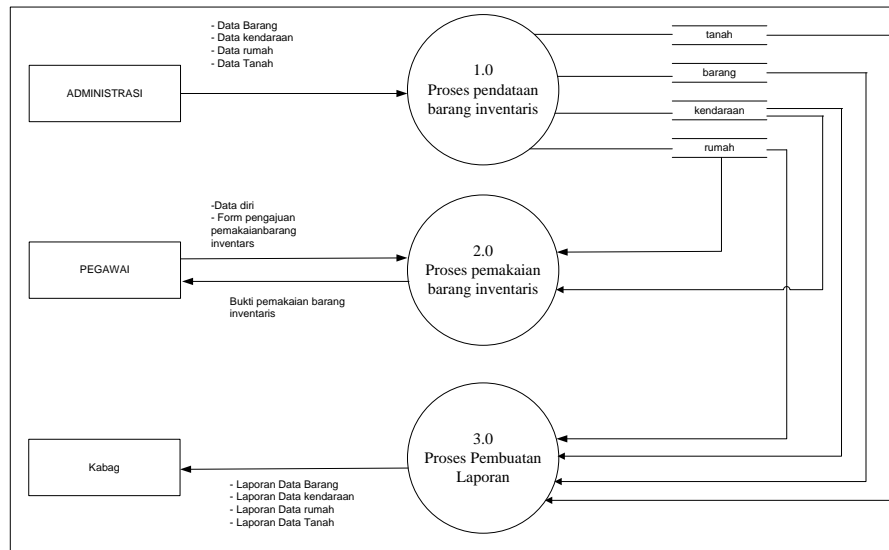 - Data Barang
- Data kendaraan
- Data rumah
- Data Tanah
ADMINISTRASI
1.0
Proses pendataan
barang inventaris
tanah
barang
kendaraan
rumah
-Data diri
- Form pengajuan
pemakaianbarang
inventars
PEGAWAI
2.0
Proses pemakaian
barang inventaris
Bukti pemakaian barang
inventaris
Kabag
3.0
Proses Pembuatan
Laporan
- Laporan Data Barang
- Laporan Data kendaraan
- Laporan Data rumah
- Laporan Data Tanah